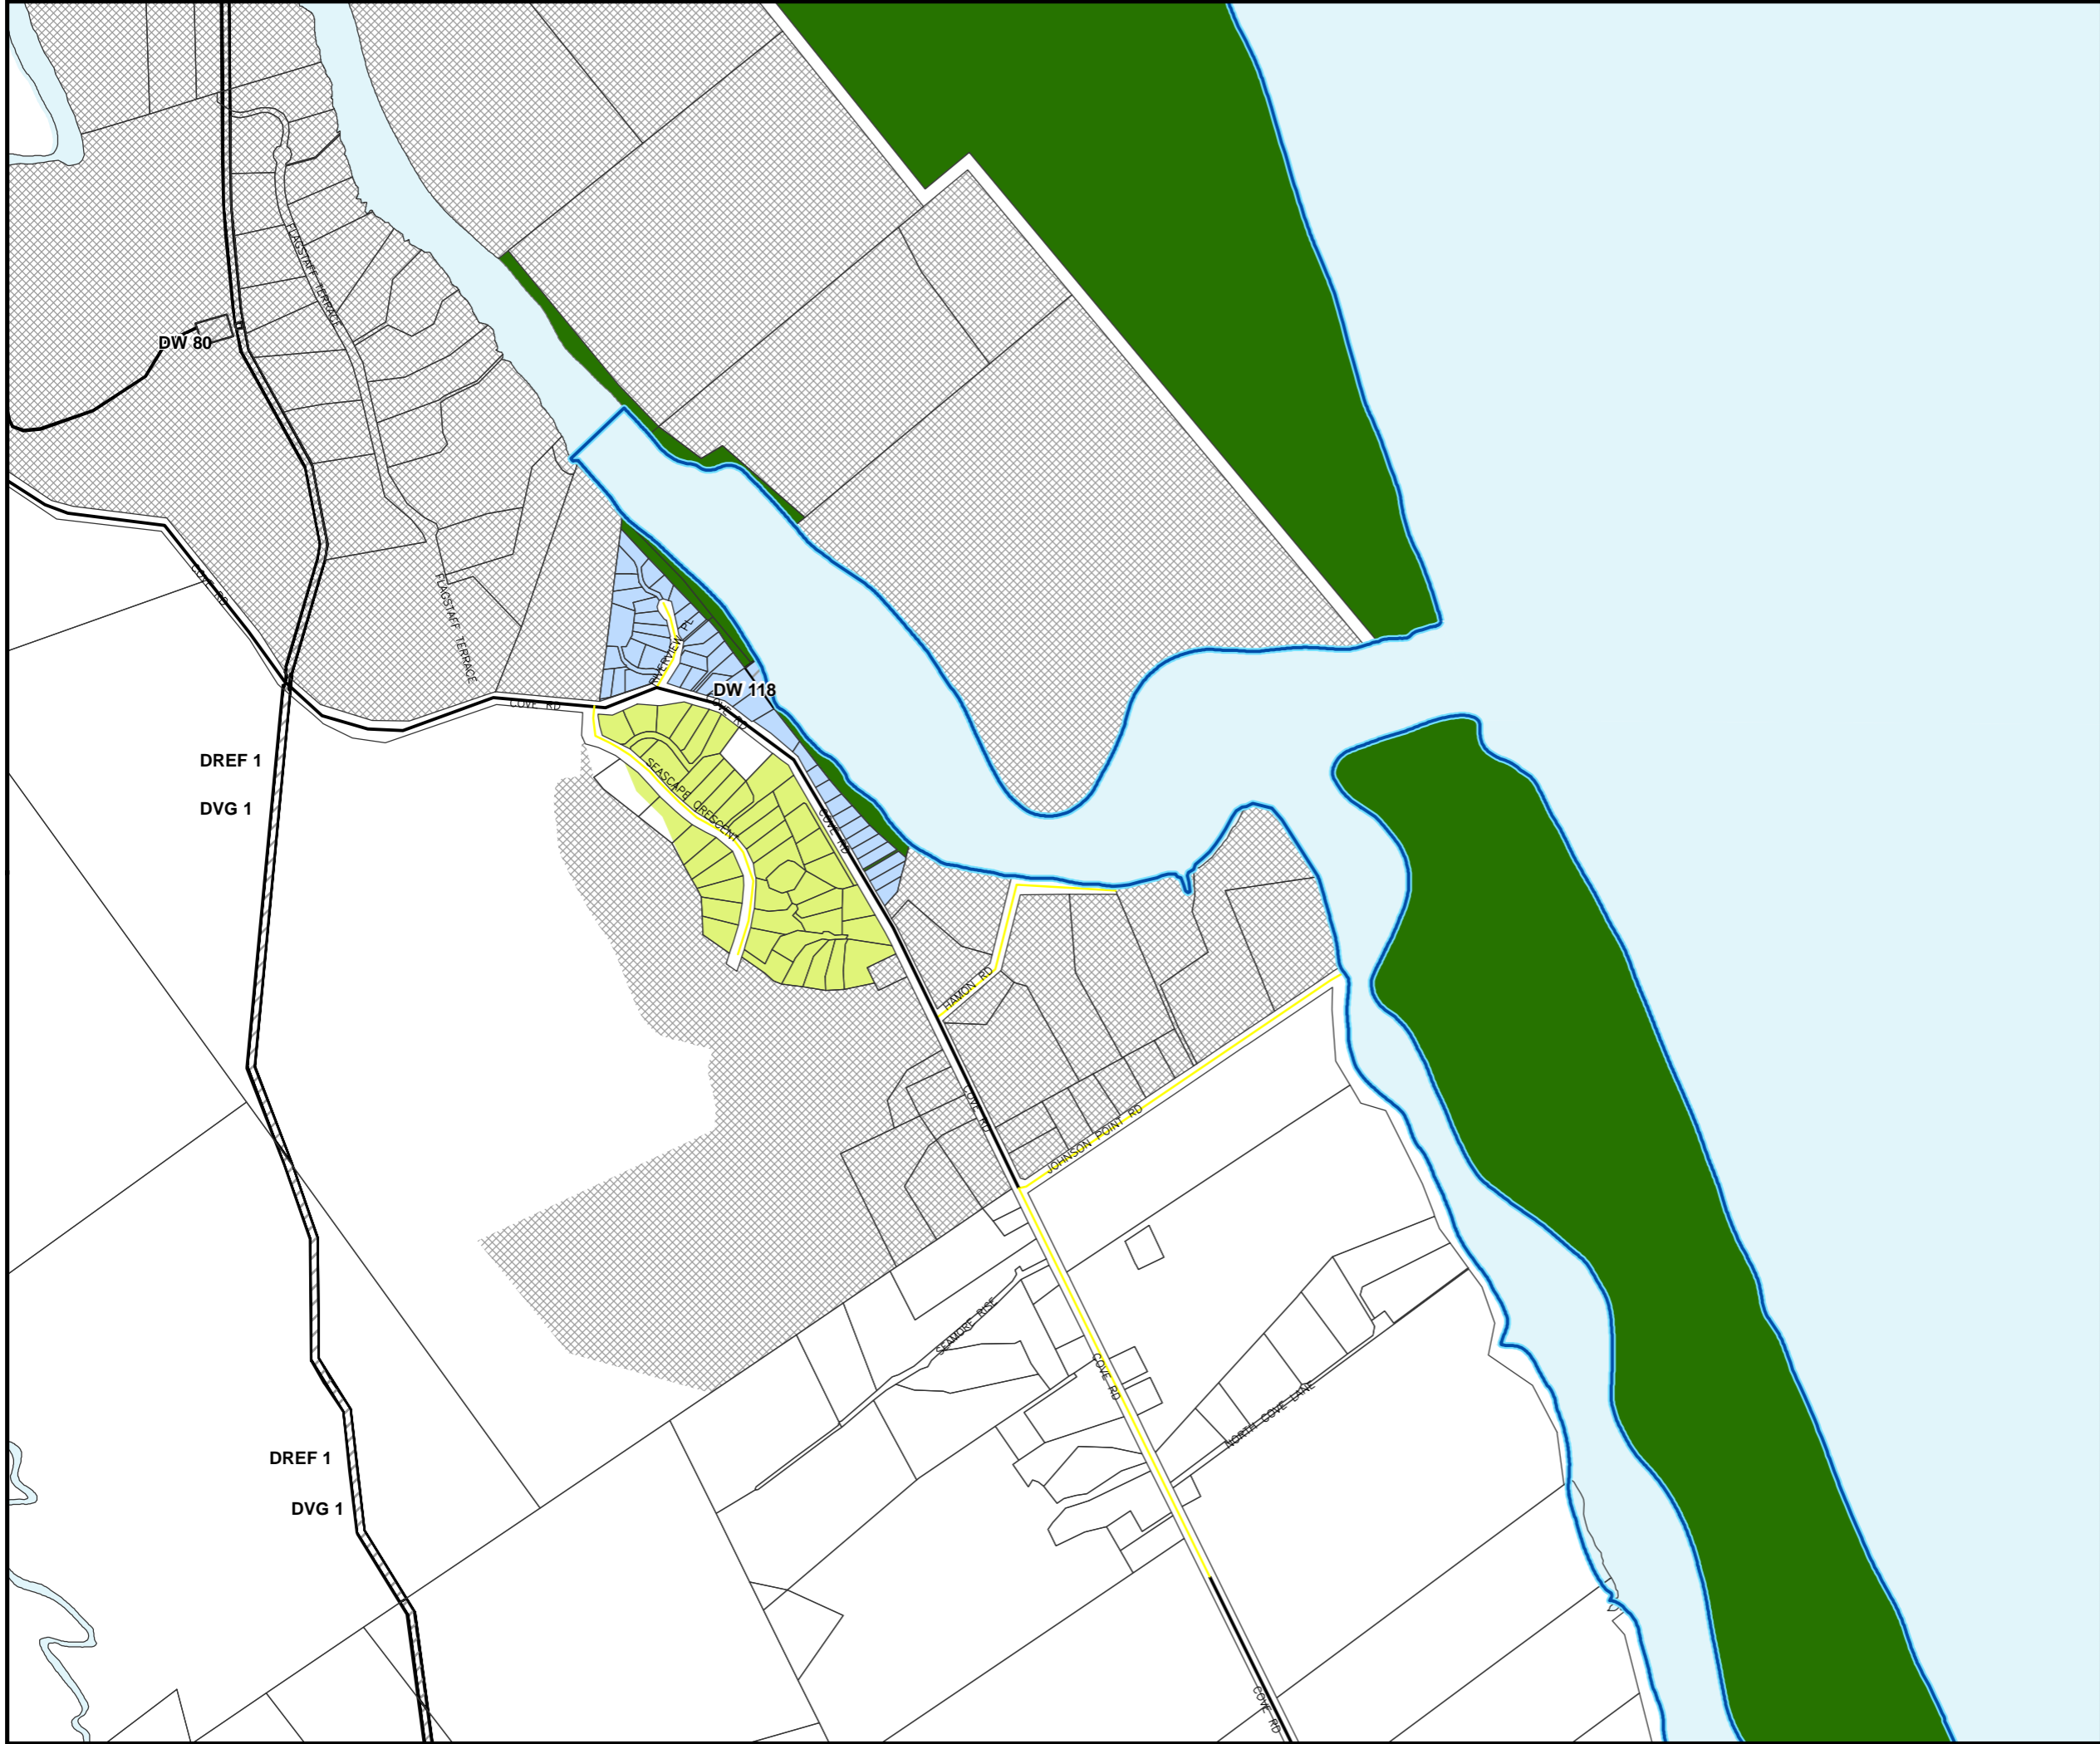 FLAGSTAFF TERRACE
DW 80
COVE RD
FLAGSTAFF TERRACE
RIVERVIEW PL
DW 118
COVE RD
COVE RD
DREF 1
SEASCAPE CRESCENT
DVG 1
COVE RD
HAMON RD
COVE RD
JOHNSON POINT RD
SEAMORE RISE
COVE RD
NORTH COVE LANE
DREF 1
DVG 1
COVE RD